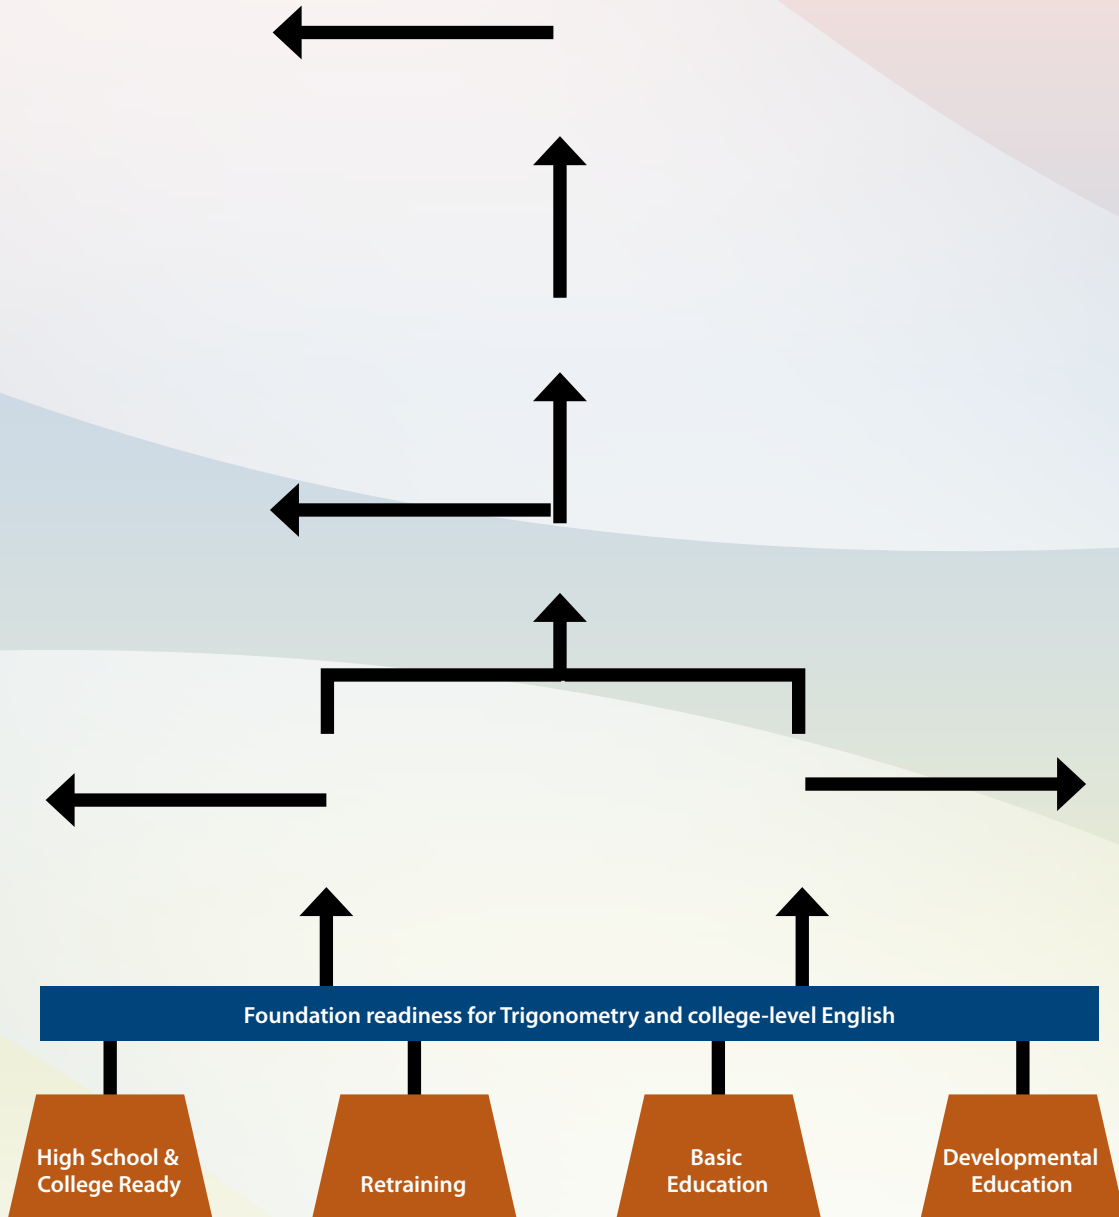 Foundation readiness for Trigonometry and college-level English
High School &
College Ready
Retraining
Basic
Education
Developmental
Education